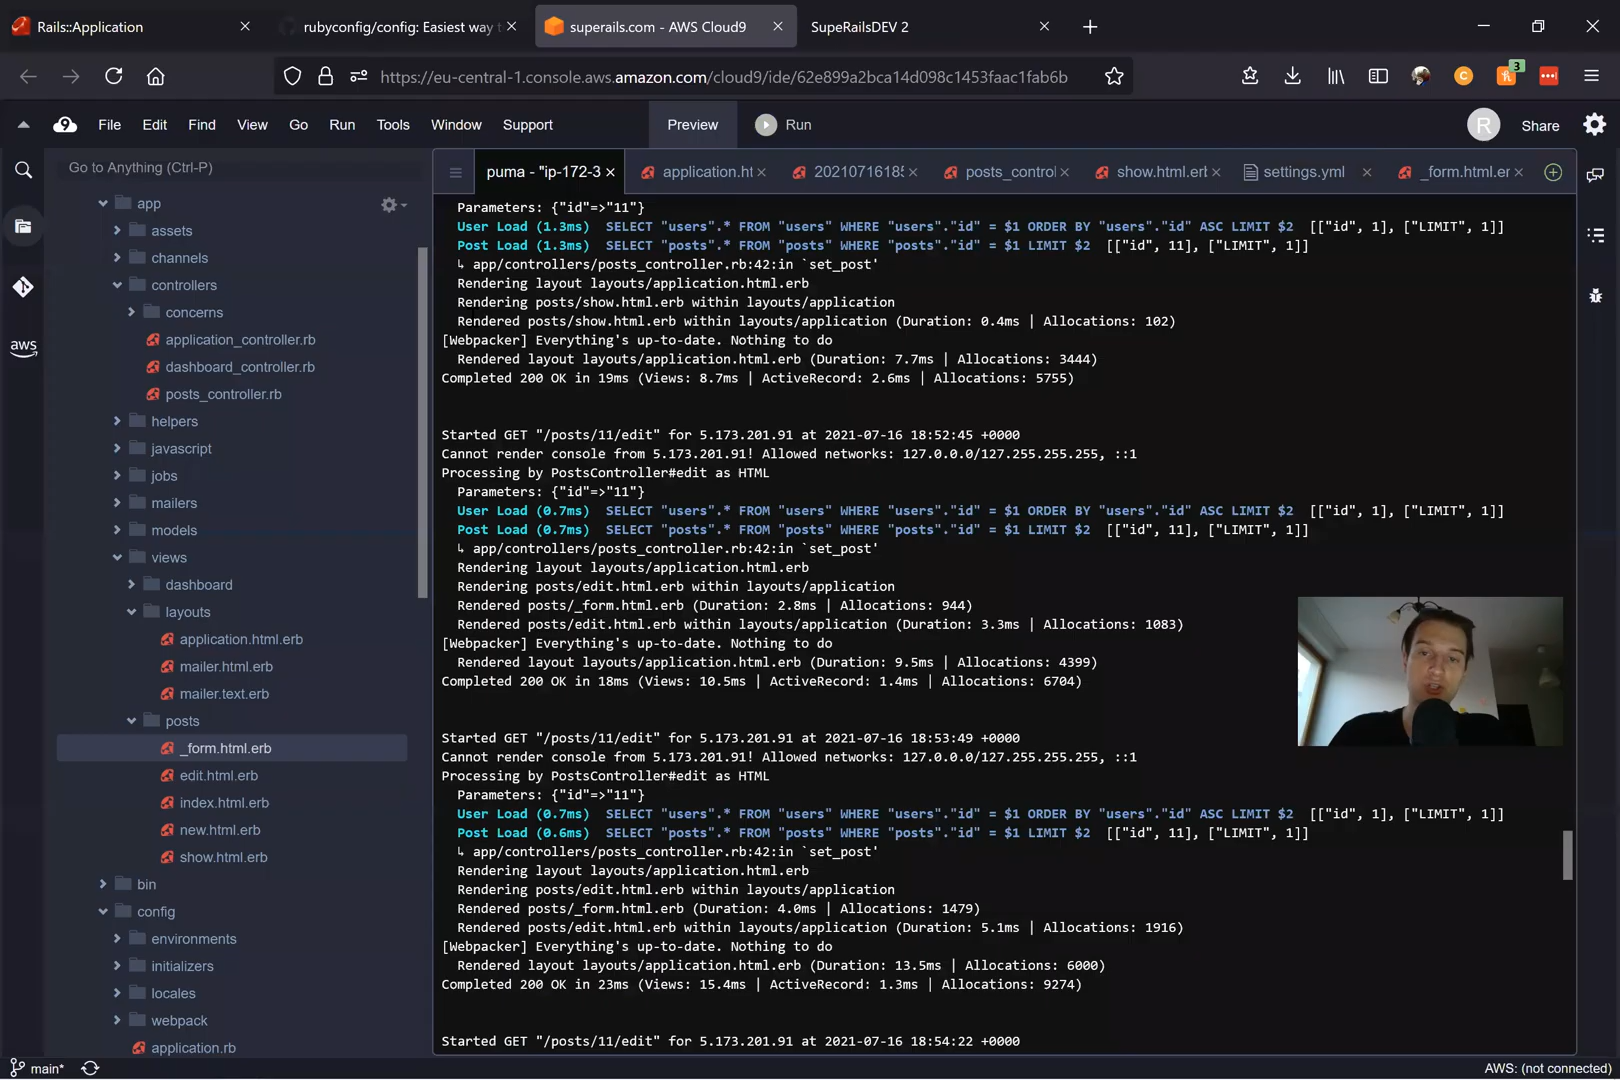 Rails::Application
rubyconfig/config: Easiest way t
superails.com - AWS Cloud9
SupeRailsDEV 2
https://eu-central-1.console.aws.amazon.com/cloud9/ide/62e899a2bca14d098c1453faac1fab6b
C
3
9
File Edit Find View Go Run Tools Window Support
Preview
Run
R
Share
Go to Anything (Ctrl-P)
puma - "ip-172-3
application.ht
2021071618
posts_control
show.html.erl
settings.yml
_form.html.er
aws
app
assets
channels
controllers
concerns
application_controller.rb
dashboard_controller.rb
posts_controller.rb
helpers
javascript
jobs
mailers
models
views
dashboard
layouts
application.html.erb
mailer.html.erb
mailer.text.erb
posts
_form.html.erb
edit.html.erb
index.html.erb
new.html.erb
show.html.erb
bin
config
environments
initializers
locales
webpack
application.rb
Parameters: {"id"=>"11"}
User Load (1.3ms) SELECT "users".* FROM "users" WHERE "users"."id" = $1 ORDER BY "users"."id" ASC LIMIT $2 [["id", 1], ["LIMIT", 1]]
Post Load (1.3ms) SELECT "posts".* FROM "posts" WHERE "posts"."id" = $1 LIMIT $2 [["id", 11], ["LIMIT", 1]]
↳ app/controllers/posts_controller.rb:42:in `set_post'
Rendering layout layouts/application.html.erb
Rendering posts/show.html.erb within layouts/application
Rendered posts/show.html.erb within layouts/application (Duration: 0.4ms | Allocations: 102)
[Webpacker] Everything's up-to-date. Nothing to do
Rendered layout layouts/application.html.erb (Duration: 7.7ms | Allocations: 3444)
Completed 200 OK in 19ms (Views: 8.7ms | ActiveRecord: 2.6ms | Allocations: 5755)
Started GET "/posts/11/edit" for 5.173.201.91 at 2021-07-16 18:52:45 +0000
Cannot render console from 5.173.201.91! Allowed networks: 127.0.0.0/127.255.255.255, ::1
Processing by PostsController#edit as HTML
Parameters: {"id"=>"11"}
User Load (0.7ms) SELECT "users".* FROM "users" WHERE "users"."id" = $1 ORDER BY "users"."id" ASC LIMIT $2 [["id", 1], ["LIMIT", 1]]
Post Load (0.7ms) SELECT "posts".* FROM "posts" WHERE "posts"."id" = $1 LIMIT $2 [["id", 11], ["LIMIT", 1]]
↳ app/controllers/posts_controller.rb:42:in `set_post'
Rendering layout layouts/application.html.erb
Rendering posts/edit.html.erb within layouts/application
Rendered posts/_form.html.erb (Duration: 2.8ms | Allocations: 944)
Rendered posts/edit.html.erb within layouts/application (Duration: 3.3ms | Allocations: 1083)
[Webpacker] Everything's up-to-date. Nothing to do
Rendered layout layouts/application.html.erb (Duration: 9.5ms | Allocations: 4399)
Completed 200 OK in 18ms (Views: 10.5ms | ActiveRecord: 1.4ms | Allocations: 6704)
Started GET "/posts/11/edit" for 5.173.201.91 at 2021-07-16 18:53:49 +0000
Cannot render console from 5.173.201.91! Allowed networks: 127.0.0.0/127.255.255.255, ::1
Processing by PostsController#edit as HTML
Parameters: {"id"=>"11"}
User Load (0.7ms) SELECT "users".* FROM "users" WHERE "users"."id" = $1 ORDER BY "users"."id" ASC LIMIT $2 [["id", 1], ["LIMIT", 1]]
Post Load (0.6ms) SELECT "posts".* FROM "posts" WHERE "posts"."id" = $1 LIMIT $2 [["id", 11], ["LIMIT", 1]]
↳ app/controllers/posts_controller.rb:42:in `set_post'
Rendering layout layouts/application.html.erb
Rendering posts/edit.html.erb within layouts/application
Rendered posts/_form.html.erb (Duration: 4.0ms | Allocations: 1479)
Rendered posts/edit.html.erb within layouts/application (Duration: 5.1ms | Allocations: 1916)
[Webpacker] Everything's up-to-date. Nothing to do
Rendered layout layouts/application.html.erb (Duration: 13.5ms | Allocations: 6000)
Completed 200 OK in 23ms (Views: 15.4ms | ActiveRecord: 1.3ms | Allocations: 9274)
Started GET "/posts/11/edit" for 5.173.201.91 at 2021-07-16 18:54:22 +0000
main*
AWS: (not connected)